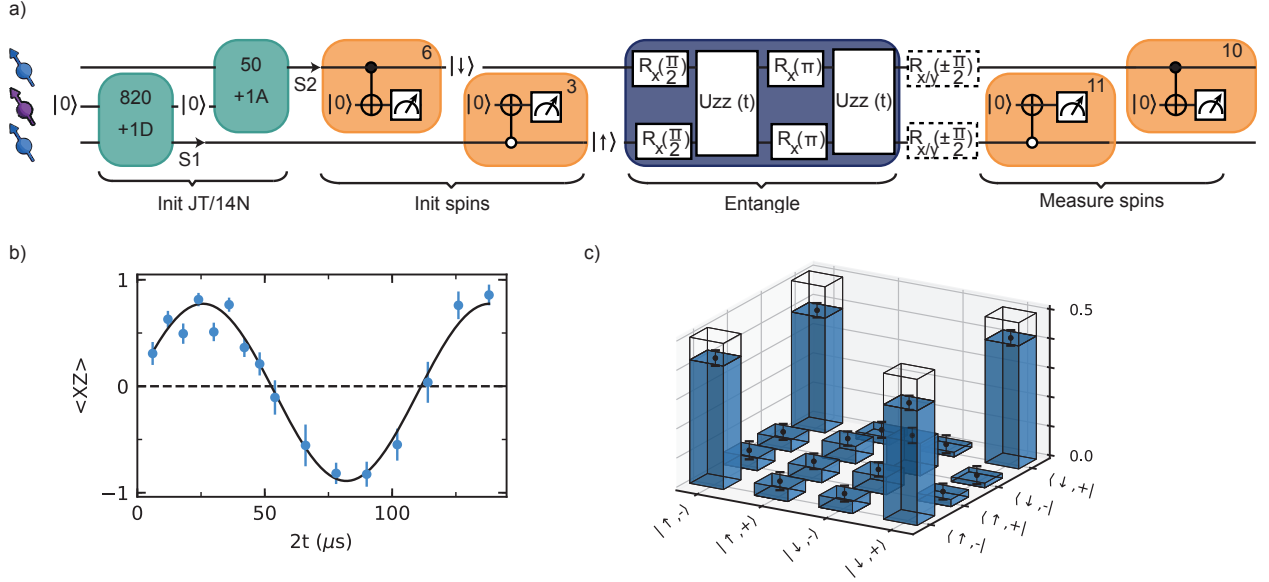 a)
|0⟩
820
+1D
|0⟩
50
+1A
S1
S2
6
|0⟩
|↓⟩
3
|0⟩
|↑⟩
Rx(π/2)
Rx(π/2)
Uzz (t)
Rx(π)
Rx(π)
Uzz (t)
Rx/y(±π/2)
Rx/y(±π/2)
11
|0⟩
10
|0⟩
Init JT/14N
Init spins
Entangle
Measure spins
b)
<XZ>
1
0
−1
0
50
100
2t (μs)
c)
0.5
0.0
|↑,-⟩
|↑,+⟩
|↓,-⟩
|↓,+⟩
⟨↑,-|
⟨↑,+|
⟨↓,-|
⟨↓,+|